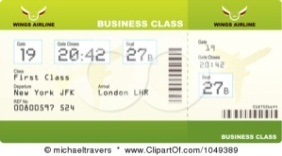 WINGS AIRLINE
BUSINESS CLASS
WINGS AIRLINE
Date
Gate Closes
Seat
19
20:42
27B
Class
First Class
Departure
Arrival
New York JFK
London LHR
REF No
00800597 524
Date
19
Gate Closes
20:42
Seat
27B
BUSINESS CLASS
© michaeltravers - www.ClipartOf.com/1049389